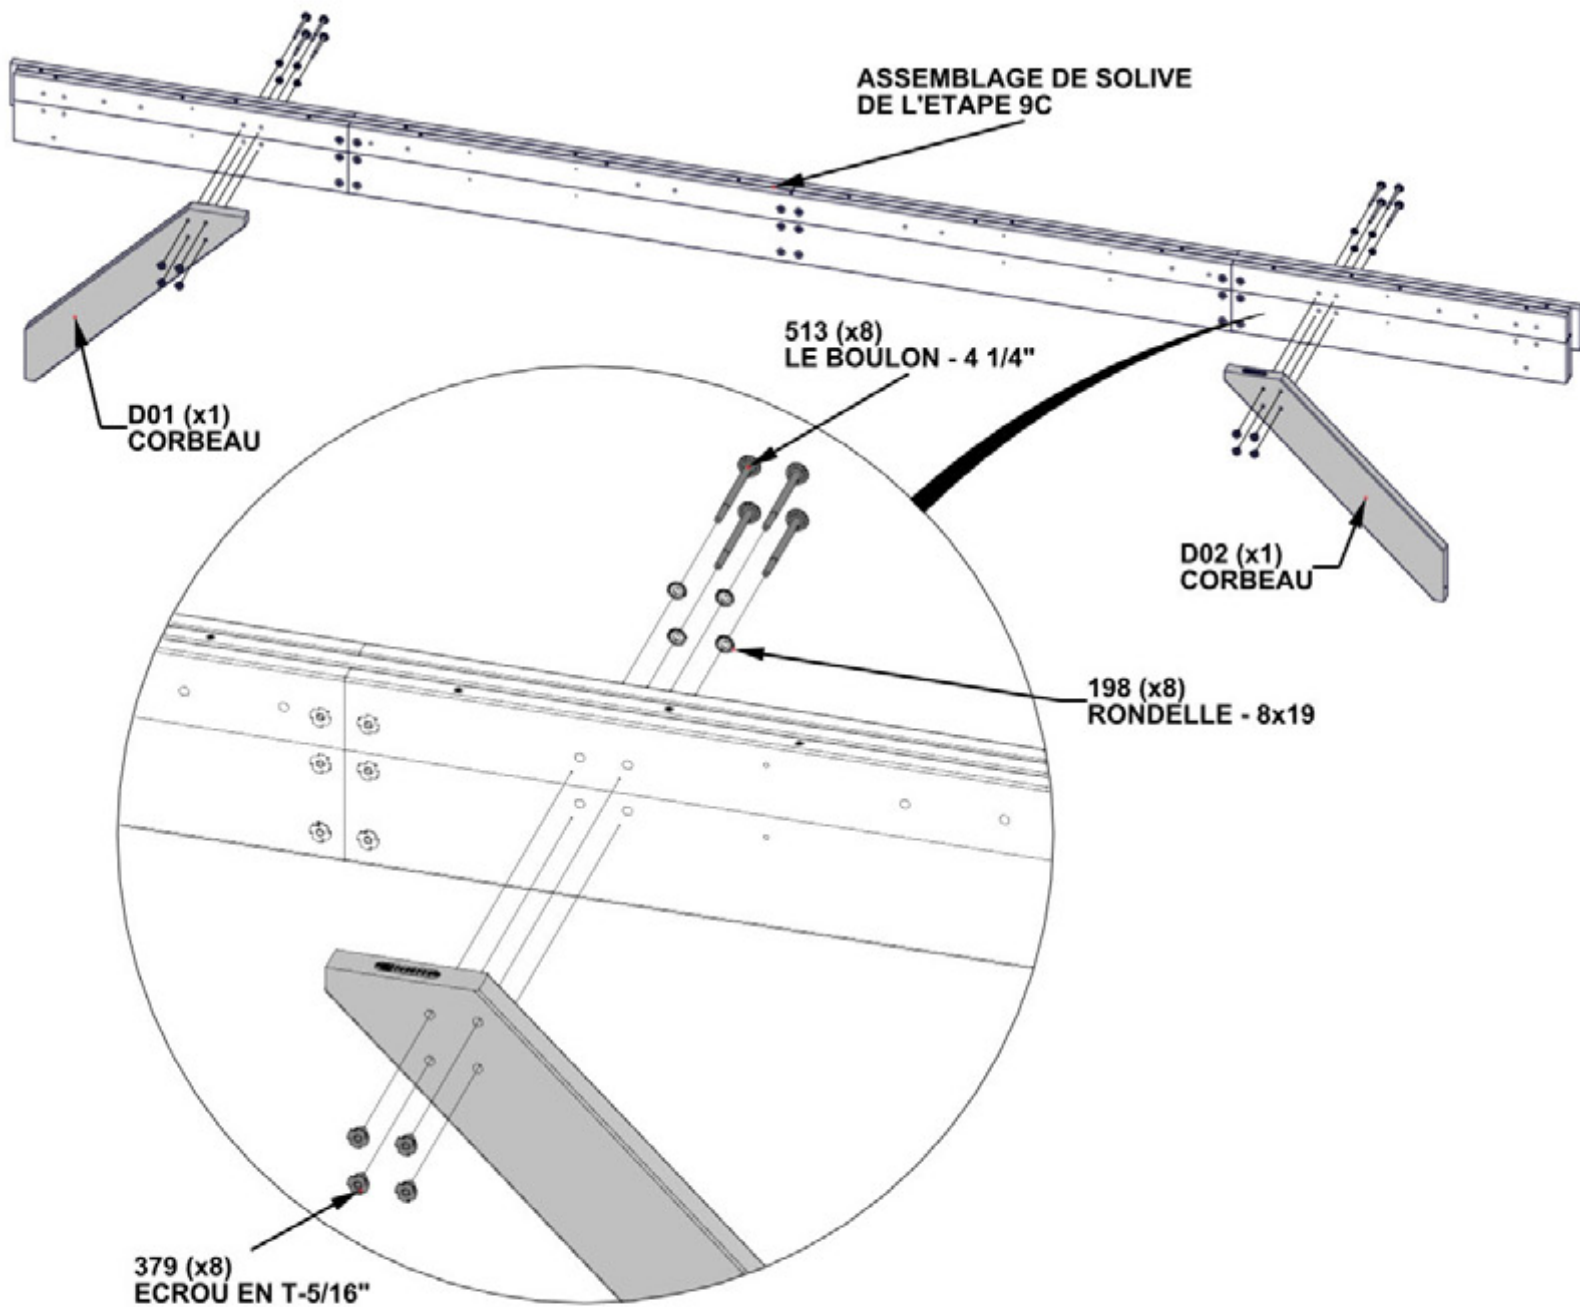 ASSEMBLAGE DE SOLIVE
DE L'ETAPE 9C
513 (x8)
LE BOULON - 4 1/4"
D01 (x1)
CORBEAU
D02 (x1)
CORBEAU
198 (x8)
RONDELLE - 8x19
379 (x8)
ECROU EN T-5/16"